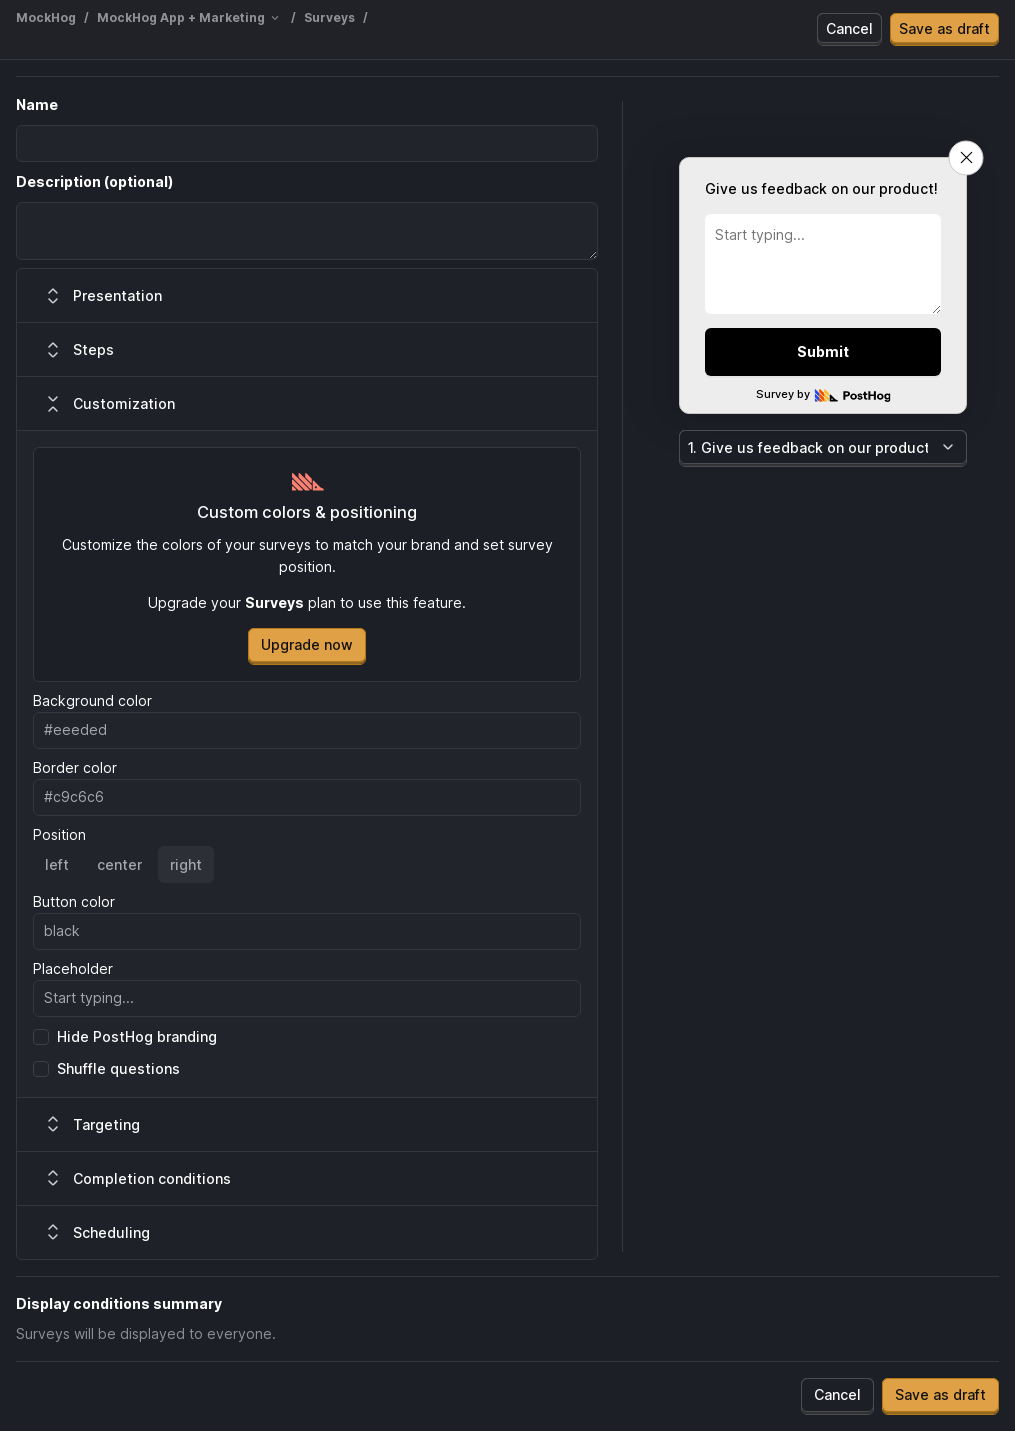 MockHog / MockHog App + Marketing / Surveys /
Cancel
Save as draft
Name
Description (optional)
Presentation
Steps
Customization
Custom colors & positioning
Customize the colors of your surveys to match your brand and set survey
position.
Upgrade your Surveys plan to use this feature.
Upgrade now
Background color
#eeeded
Border color
#c9c6c6
Position
left
center
right
Button color
black
Placeholder
Start typing...
Hide PostHog branding
Shuffle questions
Targeting
Completion conditions
Scheduling
Give us feedback on our product!
Start typing...
Submit
Survey by PostHog
1. Give us feedback on our product
Display conditions summary
Surveys will be displayed to everyone.
Cancel
Save as draft